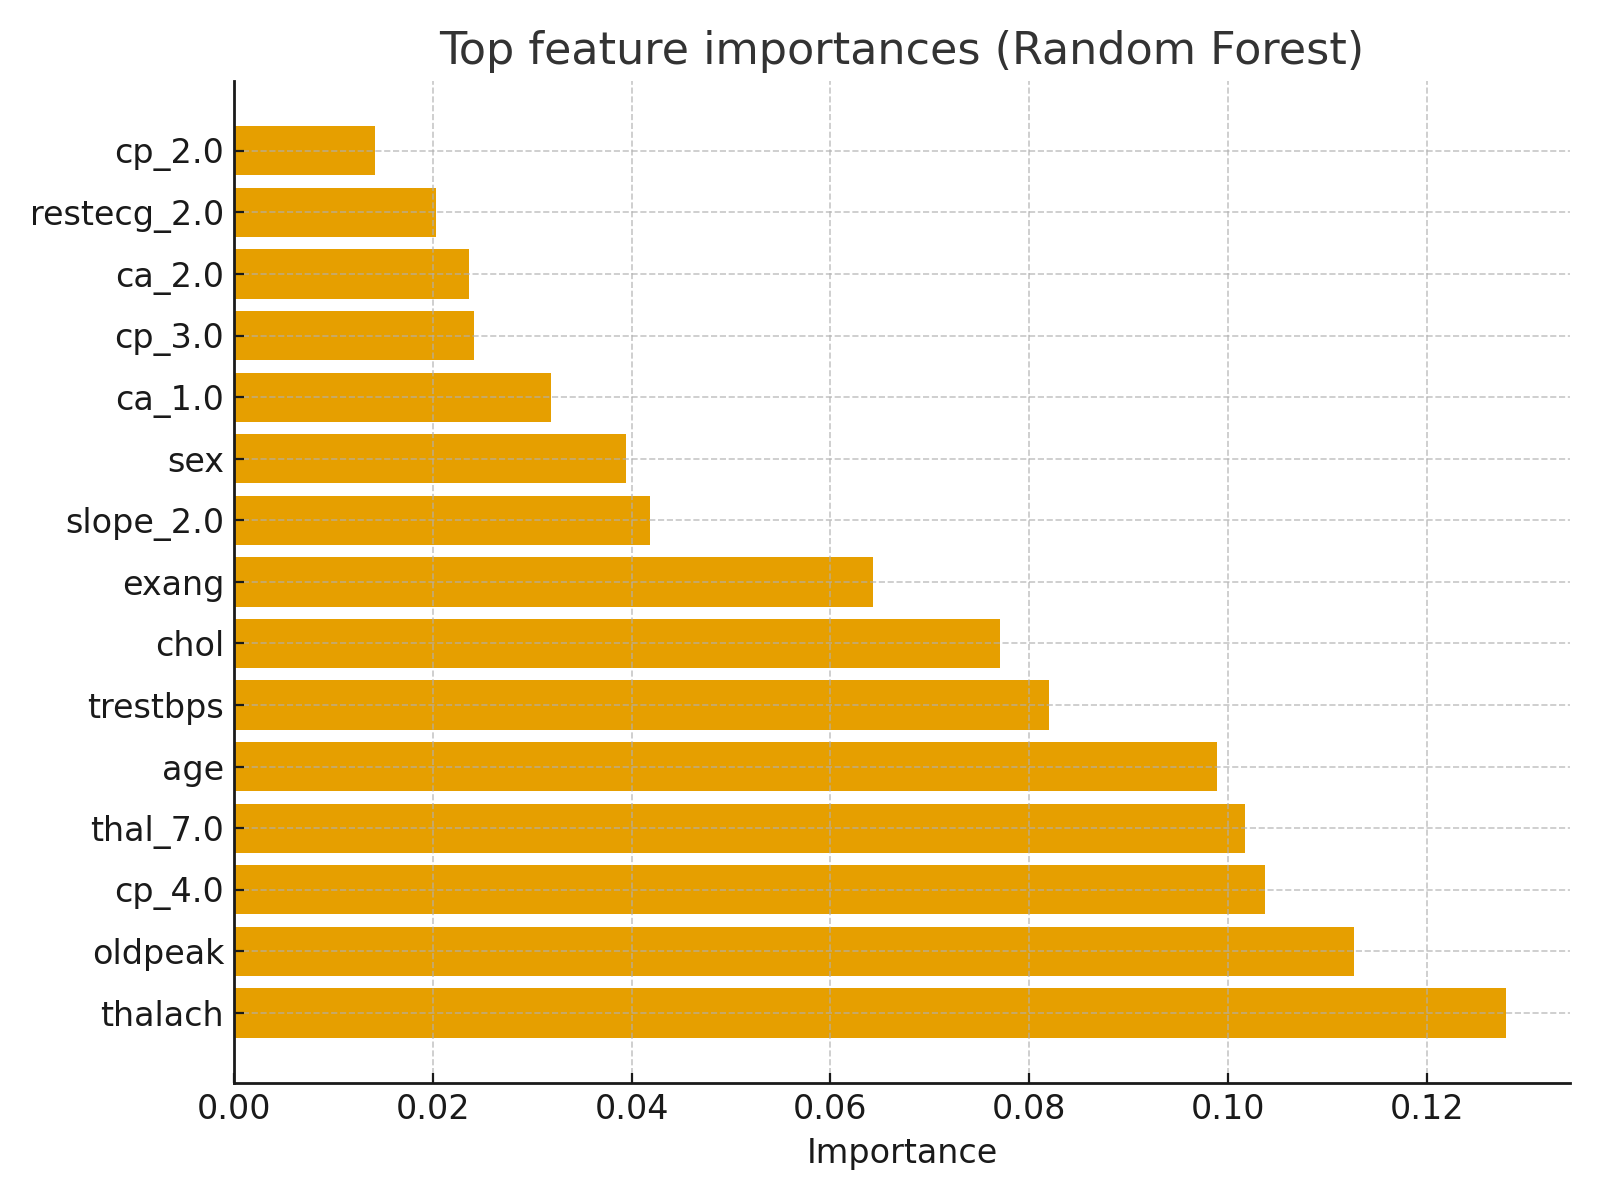 Top feature importances (Random Forest)
cp_2.0
restecg_2.0
ca_2.0
cp_3.0
ca_1.0
sex
slope_2.0
exang
chol
trestbps
age
thal_7.0
cp_4.0
oldpeak
thalach
0.00 0.02 0.04 0.06 0.08 0.10 0.12
Importance